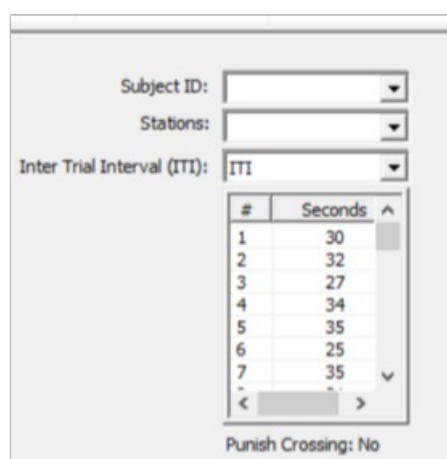 Subject ID:
Stations:
Inter Trial Interval (ITI): ITI
# Seconds
1 30
2 32
3 27
4 34
5 35
6 25
7 35
Punish Crossing: No